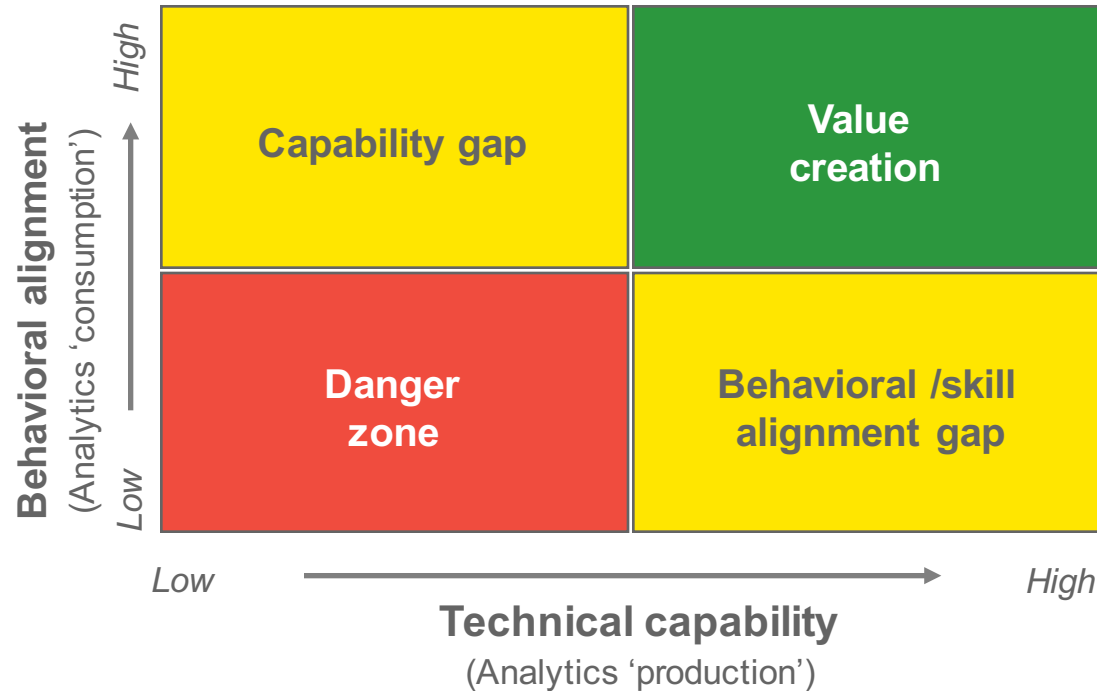 High
Behavioral alignment
(Analytics ‘consumption’)
Low
Capability gap
Value
creation
Danger
zone
Behavioral /skill
alignment gap
Low
High
Technical capability
(Analytics ‘production’)